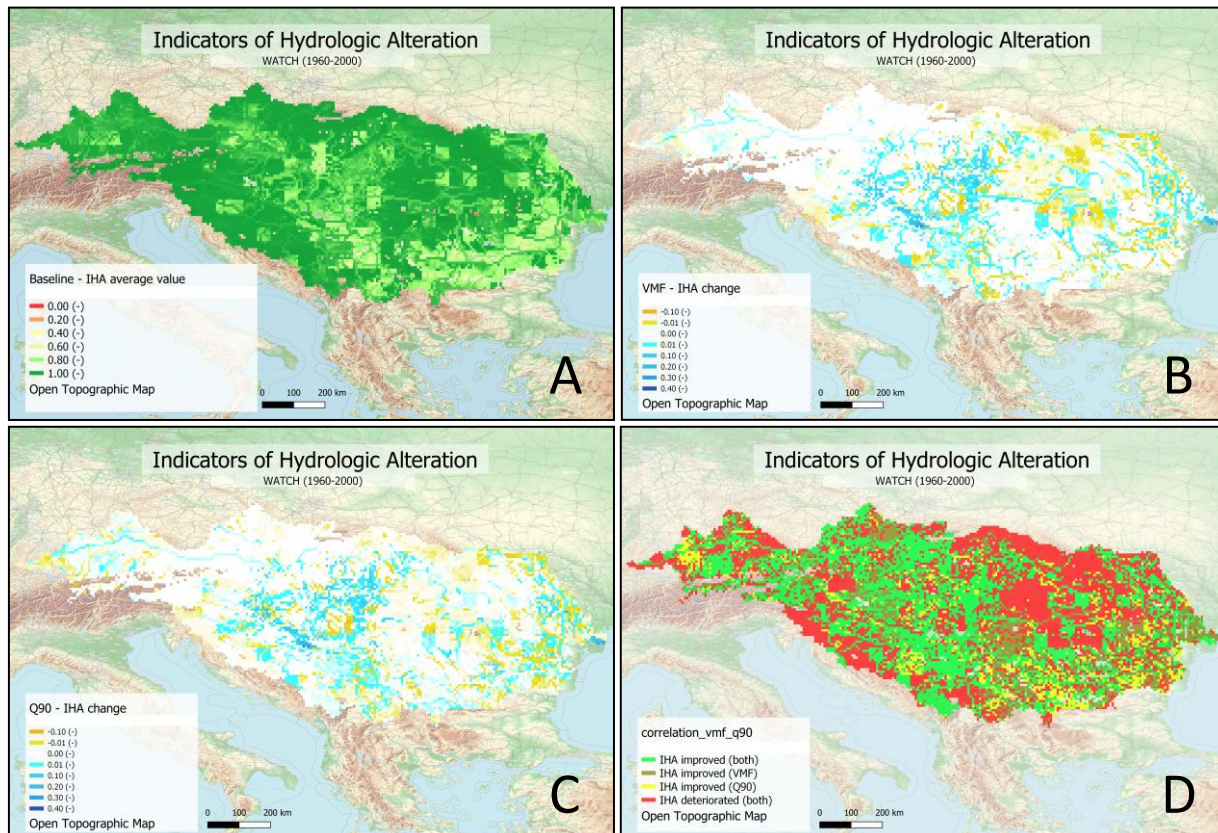 Indicators of Hydrologic Alteration
WATCH (1960-2000)
Baseline - IHA average value
0.00 (-)
0.20 (-)
0.40 (-)
0.60 (-)
0.80 (-)
1.00 (-)
Open Topographic Map
0 100 200 km
A
Indicators of Hydrologic Alteration
WATCH (1960-2000)
VMF - IHA change
-0.10 (-)
-0.01 (-)
0.00 (-)
0.01 (-)
0.10 (-)
0.20 (-)
0.30 (-)
0.40 (-)
Open Topographic Map
0 100 200 km
B
Indicators of Hydrologic Alteration
WATCH (1960-2000)
Q90 - IHA change
-0.10 (-)
-0.01 (-)
0.00 (-)
0.01 (-)
0.10 (-)
0.20 (-)
0.30 (-)
0.40 (-)
Open Topographic Map
0 100 200 km
C
Indicators of Hydrologic Alteration
WATCH (1960-2000)
correlation_vmf_q90
IHA improved (both)
IHA improved (VMF)
IHA improved (Q90)
IHA deteriorated (both)
Open Topographic Map
0 100 200 km
D